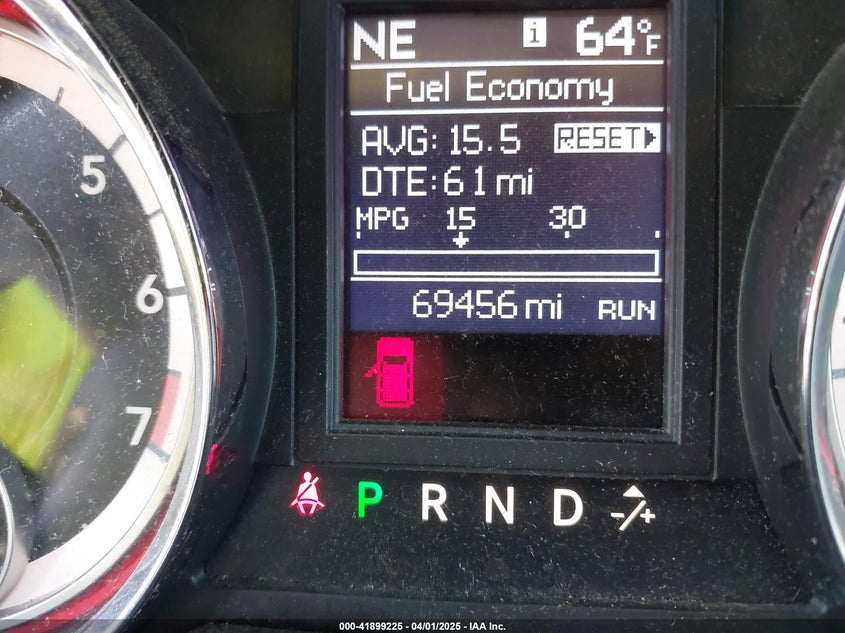 NE i 64°F
Fuel Economy
AVG: 15.5 RESET
DTE: 61 mi
MPG 15 30
69456 mi RUN
5
6
7
P R N D -/+
000-41899225 - 04/01/2025 - IAA Inc.